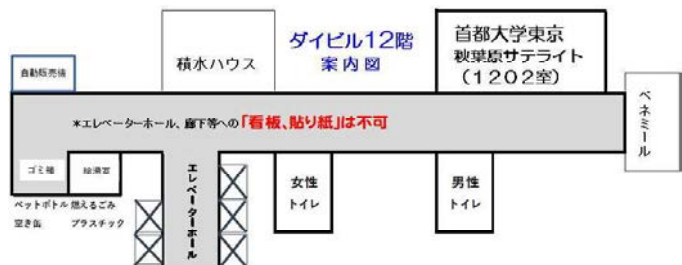 ダイビル12階
案内図
首都大学東京
秋葉原サテライト
(1202室)
積水ハウス
自動販売機
ベネミール
*エレベーターホール、廊下等への「看板、貼り紙」は不可
ゴミ箱
給湯室
エレベーターホール
女性
トイレ
男性
トイレ
ペットボトル 燃えるごみ
空き缶 プラスチック